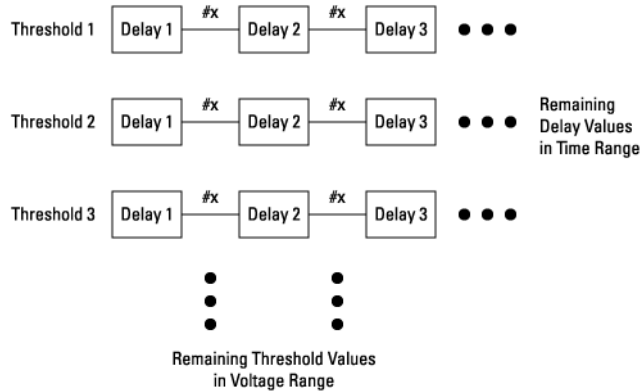 #x #x
Threshold 1 Delay 1 Delay 2 Delay 3
#x #x
Threshold 2 Delay 1 Delay 2 Delay 3
Remaining
Delay Values
in Time Range
#x #x
Threshold 3 Delay 1 Delay 2 Delay 3
Remaining Threshold Values
in Voltage Range